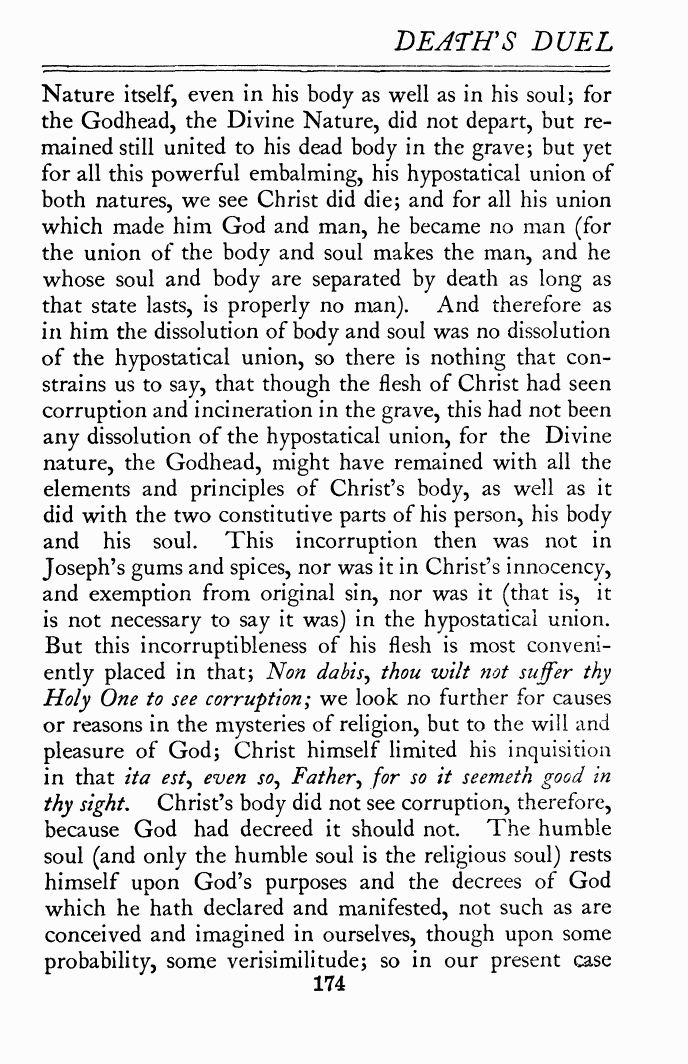 DEATH'S DUEL
Nature itself, even in his body as well as in his soul; for
the Godhead, the Divine Nature, did not depart, but re-
mained still united to his dead body in the grave; but yet
for all this powerful embalming, his hypostatical union of
both natures, we see Christ did die; and for all his union
which made him God and man, he became no man (for
the union of the body and soul makes the man, and he
whose soul and body are separated by death as long as
that state lasts, is properly no man). And therefore as
in him the dissolution of body and soul was no dissolution
of the hypostatical union, so there is nothing that con-
strains us to say, that though the flesh of Christ had seen
corruption and incineration in the grave, this had not been
any dissolution of the hypostatical union, for the Divine
nature, the Godhead, might have remained with all the
elements and principles of Christ's body, as well as it
did with the two constitutive parts of his person, his body
and his soul. This incorruption then was not in
Joseph's gums and spices, nor was it in Christ's innocency,
and exemption from original sin, nor was it (that is, it
is not necessary to say it was) in the hypostatical union.
But this incorruptibleness of his flesh is most conveni-
ently placed in that; Non dabis, thou wilt not suffer thy
Holy One to see corruption; we look no further for causes
or reasons in the mysteries of religion, but to the will and
pleasure of God; Christ himself limited his inquisition
in that ita est, even so, Father, for so it seemeth good in
thy sight. Christ's body did not see corruption, therefore,
because God had decreed it should not. The humble
soul (and only the humble soul is the religious soul) rests
himself upon God's purposes and the decrees of God
which he hath declared and manifested, not such as are
conceived and imagined in ourselves, though upon some
probability, some verisimilitude; so in our present case
174